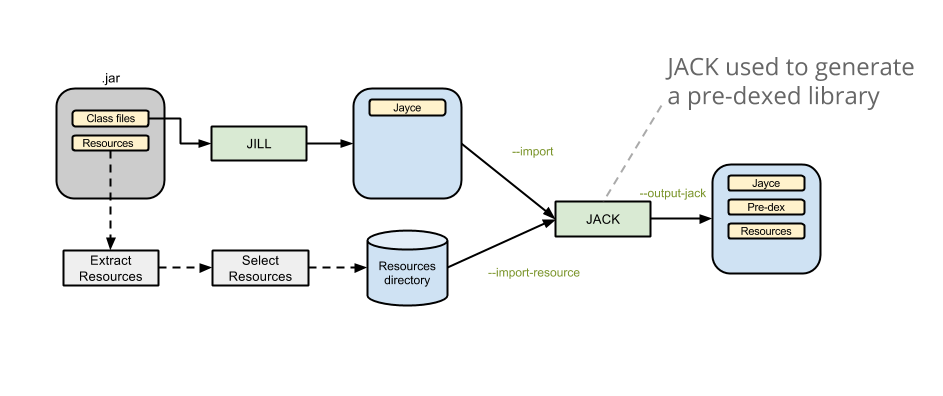 JACK used to generate
a pre-dexed library
.jar
Class files
Resources
JILL
Jayce
--import
--output-jack
JACK
Jayce
Pre-dex
Resources
Extract
Resources
Select
Resources
Resources
directory
--import-resource